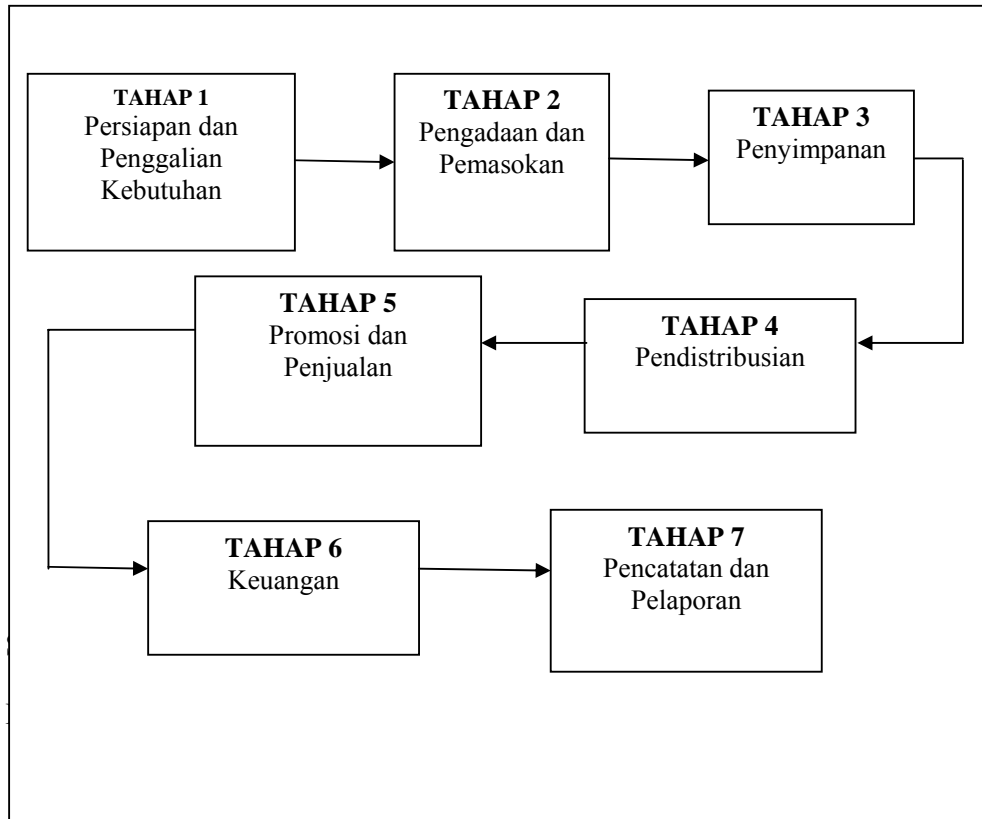 TAHAP 1
Persiapan dan
Penggalian
Kebutuhan
TAHAP 2
Pengadaan dan
Pemasokan
TAHAP 3
Penyimpanan
TAHAP 4
Pendistribusian
TAHAP 5
Promosi dan
Penjualan
TAHAP 6
Keuangan
TAHAP 7
Pencatatan dan
Pelaporan